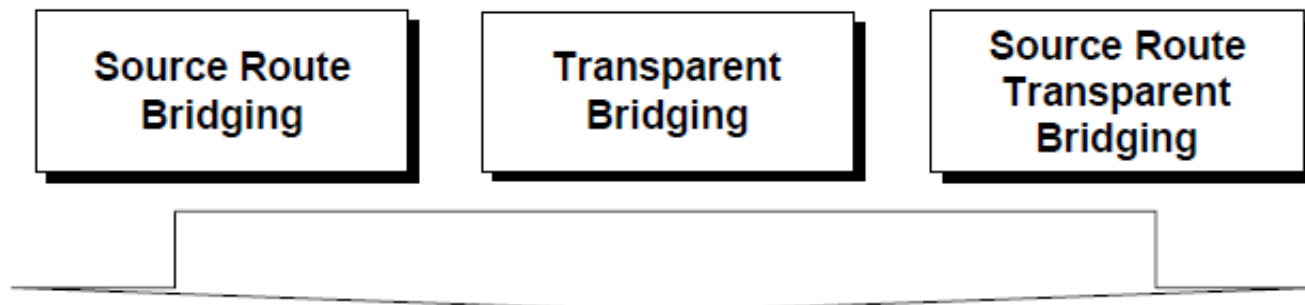 Source Route
Bridging
Transparent
Bridging
Source Route
Transparent
Bridging